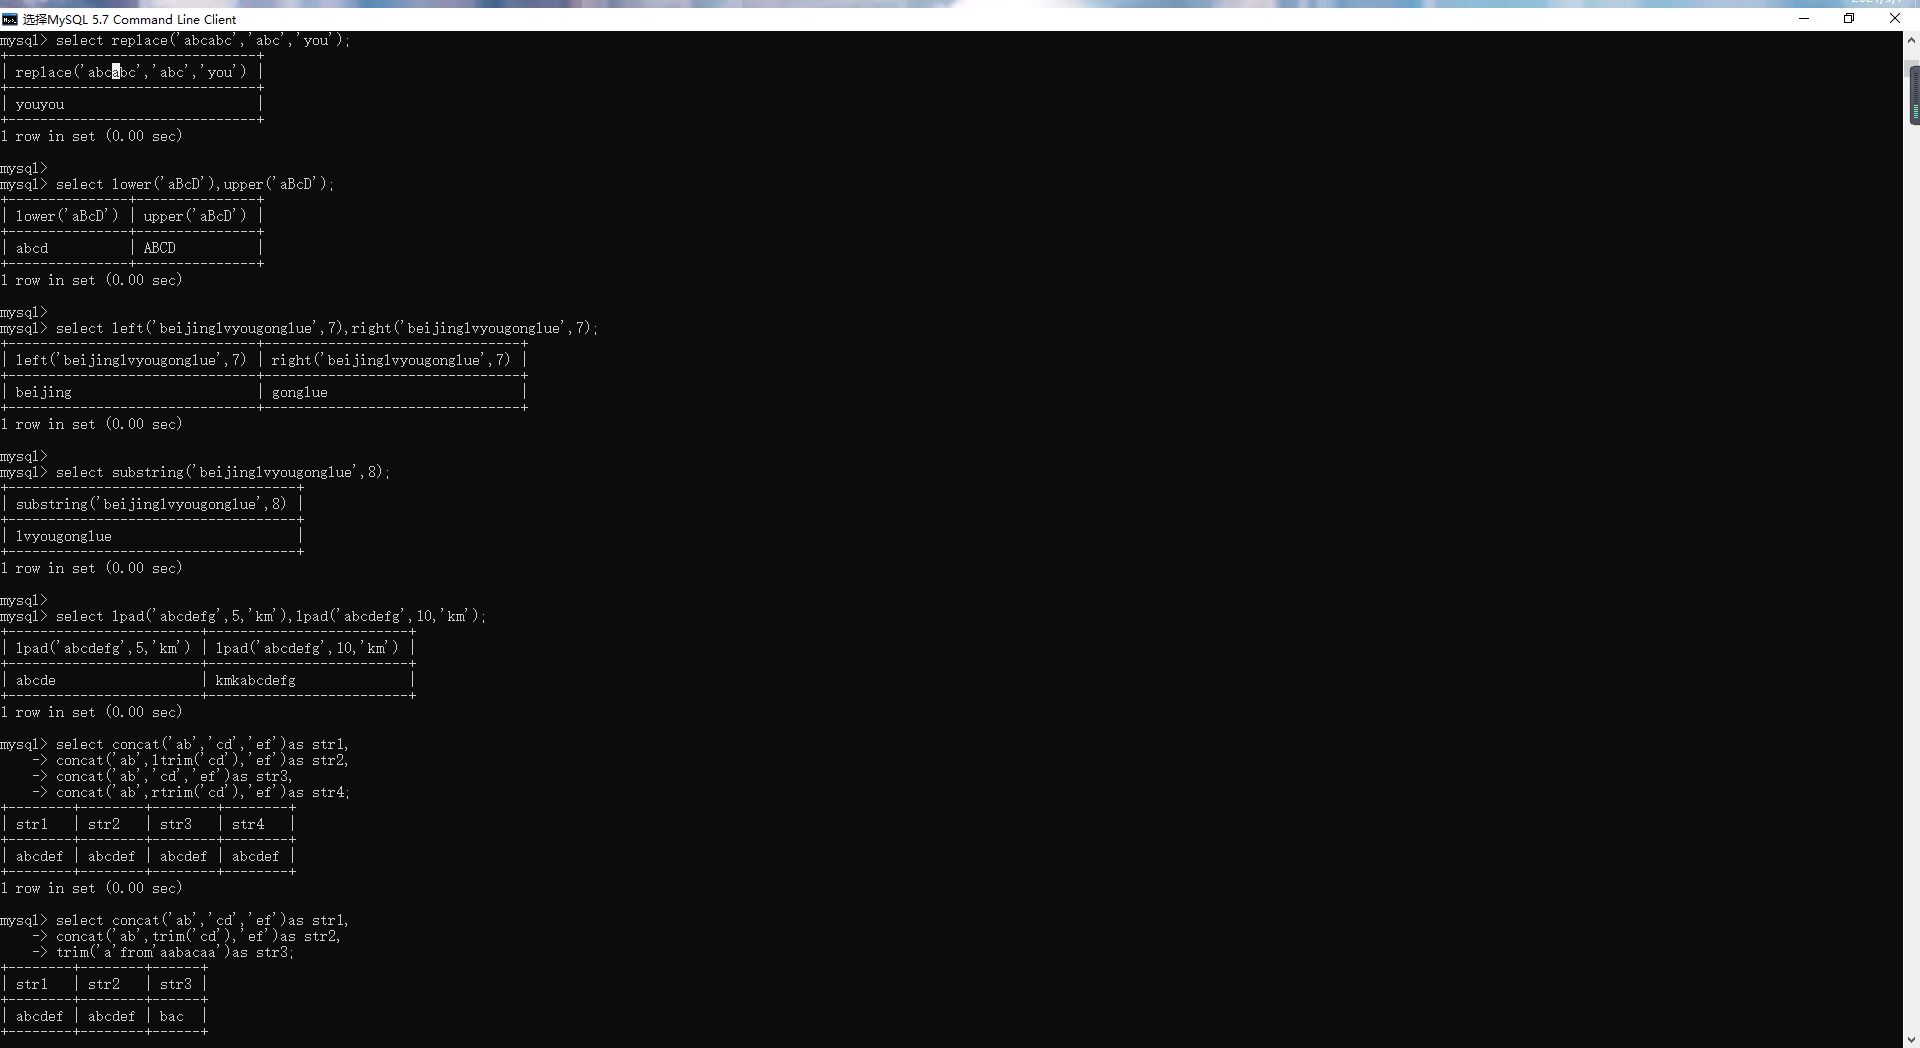 选择MySQL 5.7 Command Line Client
mysql> select replace('abcabc','abc','you');
+-------------------------------+
| replace('abcabc','abc','you') |
+-------------------------------+
| youyou                        |
+-------------------------------+
1 row in set (0.00 sec)
mysql>
mysql> select lower('aBcD'),upper('aBcD');
+---------------+---------------+
| lower('aBcD') | upper('aBcD') |
+---------------+---------------+
| abcd          | ABCD          |
+---------------+---------------+
1 row in set (0.00 sec)
mysql>
mysql> select left('beijinglvyougonglue',7),right('beijinglvyougonglue',7);
+-------------------------------+--------------------------------+
| left('beijinglvyougonglue',7) | right('beijinglvyougonglue',7) |
+-------------------------------+--------------------------------+
| beijing                       | gonglue                        |
+-------------------------------+--------------------------------+
1 row in set (0.00 sec)
mysql>
mysql> select substring('beijinglvyougonglue',8);
+------------------------------------+
| substring('beijinglvyougonglue',8) |
+------------------------------------+
| lvyougonglue                       |
+------------------------------------+
1 row in set (0.00 sec)
mysql>
mysql> select lpad('abcdefg',5,'km'),lpad('abcdefg',10,'km');
+------------------------+-------------------------+
| lpad('abcdefg',5,'km') | lpad('abcdefg',10,'km') |
+------------------------+-------------------------+
| abcde                  | kmkabcdefg              |
+------------------------+-------------------------+
1 row in set (0.00 sec)
mysql> select concat('ab','cd','ef')as str1,
    -> concat('ab',ltrim('cd'),'ef')as str2,
    -> concat('ab','cd','ef')as str3,
    -> concat('ab',rtrim('cd'),'ef')as str4;
+--------+--------+--------+--------+
| str1   | str2   | str3   | str4   |
+--------+--------+--------+--------+
| abcdef | abcdef | abcdef | abcdef |
+--------+--------+--------+--------+
1 row in set (0.00 sec)
mysql> select concat('ab','cd','ef')as str1,
    -> concat('ab',trim('cd'),'ef')as str2,
    -> trim('a'from'aabacaa')as str3;
+--------+--------+------+
| str1   | str2   | str3 |
+--------+--------+------+
| abcdef | abcdef | bac  |
+--------+--------+------+